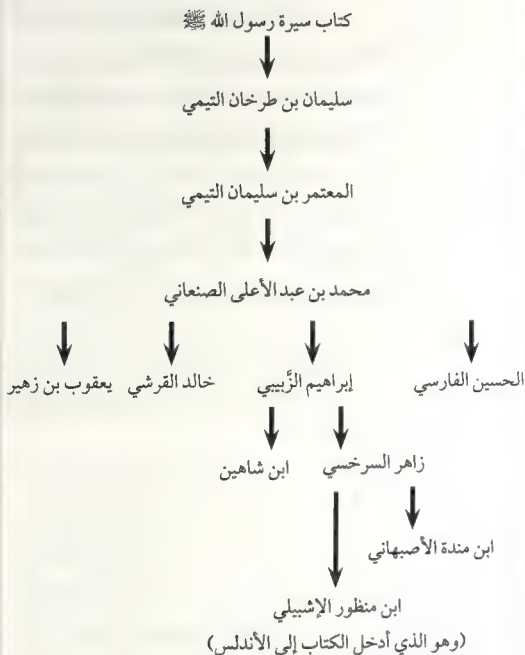 كتاب سيرة رسول الله ﷺ
سليمان بن طرخان التيمي
المعتمر بن سليمان التيمي
محمد بن عبد الأعلى الصنعاني
الحسين الفارسي إبراهيم الزَّبيبي خالد القرشي يعقوب بن زهير
زاهر السرخسي ابن شاهين
ابن مندة الأصبهاني
ابن منظور الإشبيلي
(وهو الذي أدخل الكتاب إلى الأندلس)